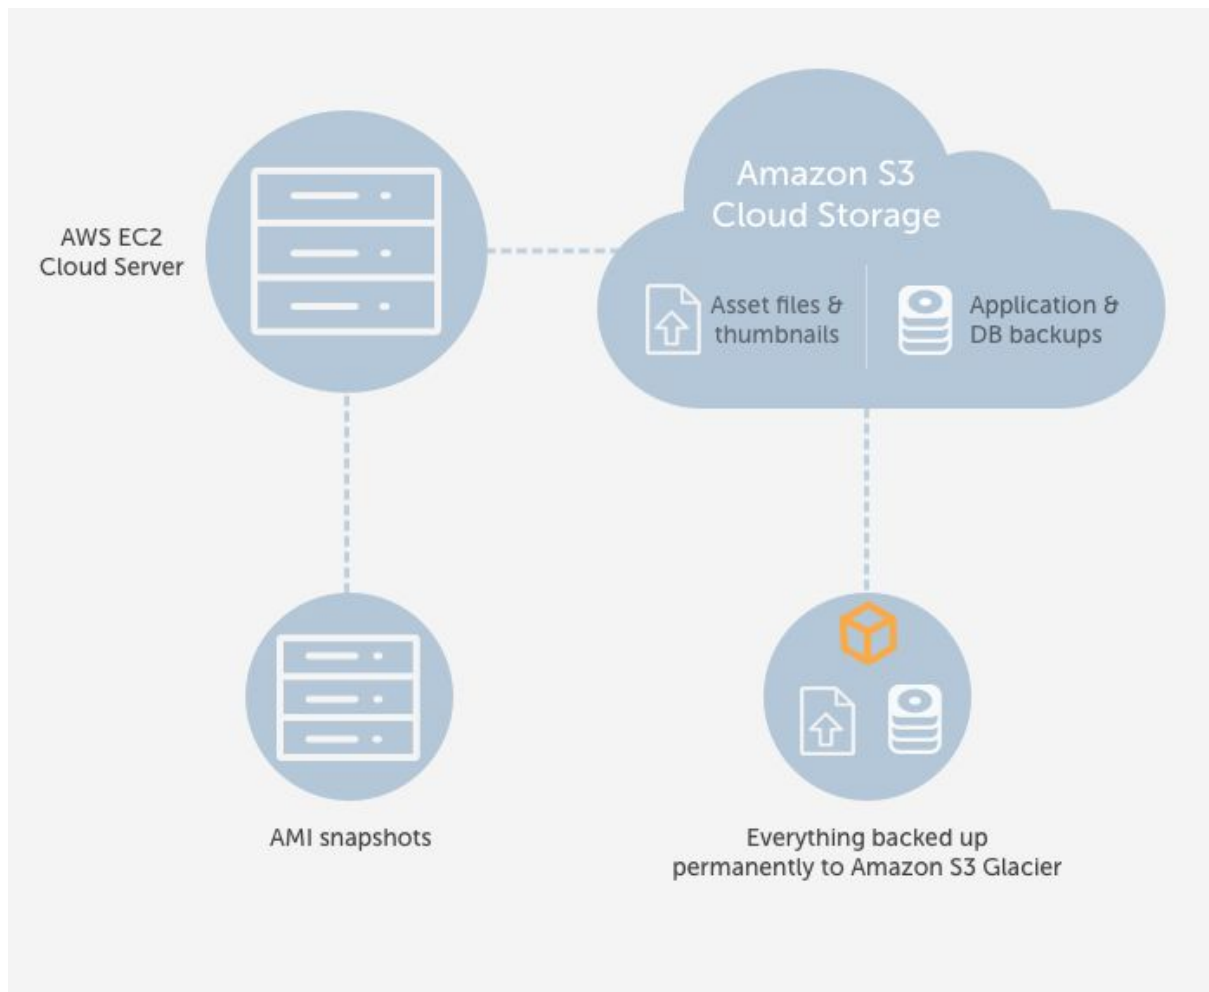 AWS EC2
Cloud Server
Amazon S3
Cloud Storage
Asset files &
thumbnails
Application &
DB backups
AMI snapshots
Everything backed up
permanently to Amazon S3 Glacier